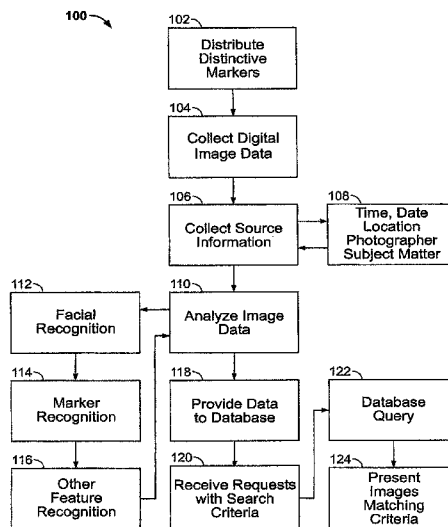 100
102
Distribute
Distinctive
Markers
104
Collect Digital
Image Data
106
Collect Source
Information
108
Time, Date
Location
Photographer
Subject Matter
110
Analyze Image
Data
112
Facial
Recognition
114
Marker
Recognition
116
Other
Feature
Recognition
118
Provide Data
to Database
120
Receive Requests
with Search
Criteria
122
Database
Query
124
Present
Images
Matching
Criteria